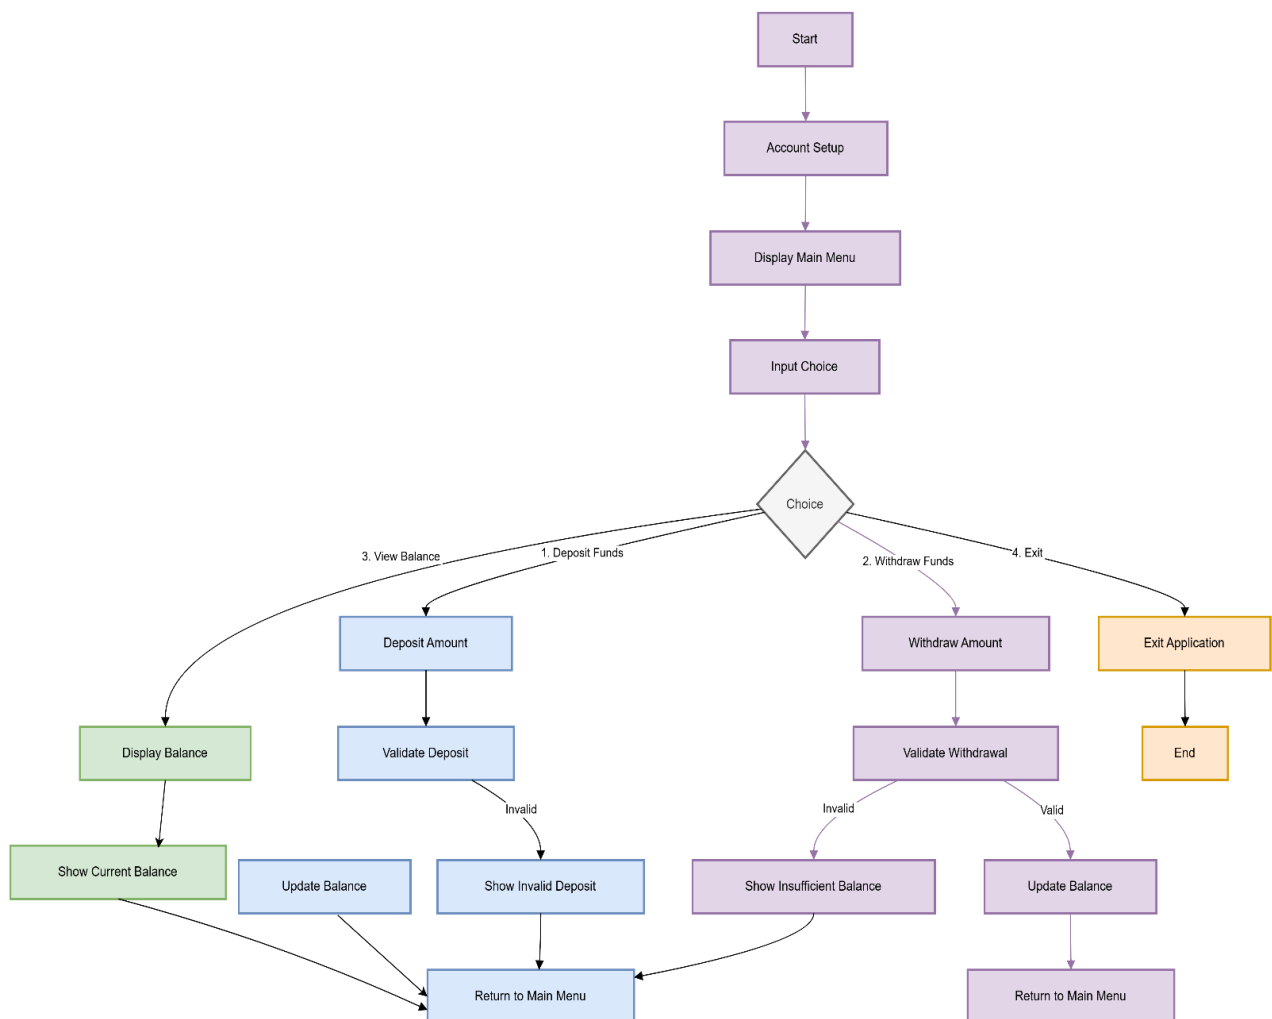 Start
Account Setup
Display Main Menu
Input Choice
Choice
3. View Balance
1. Deposit Funds
2. Withdraw Funds
4. Exit
Deposit Amount
Withdraw Amount
Exit Application
Display Balance
Validate Deposit
Validate Withdrawal
End
Invalid
Invalid
Valid
Show Current Balance
Update Balance
Show Invalid Deposit
Show Insufficient Balance
Update Balance
Return to Main Menu
Return to Main Menu